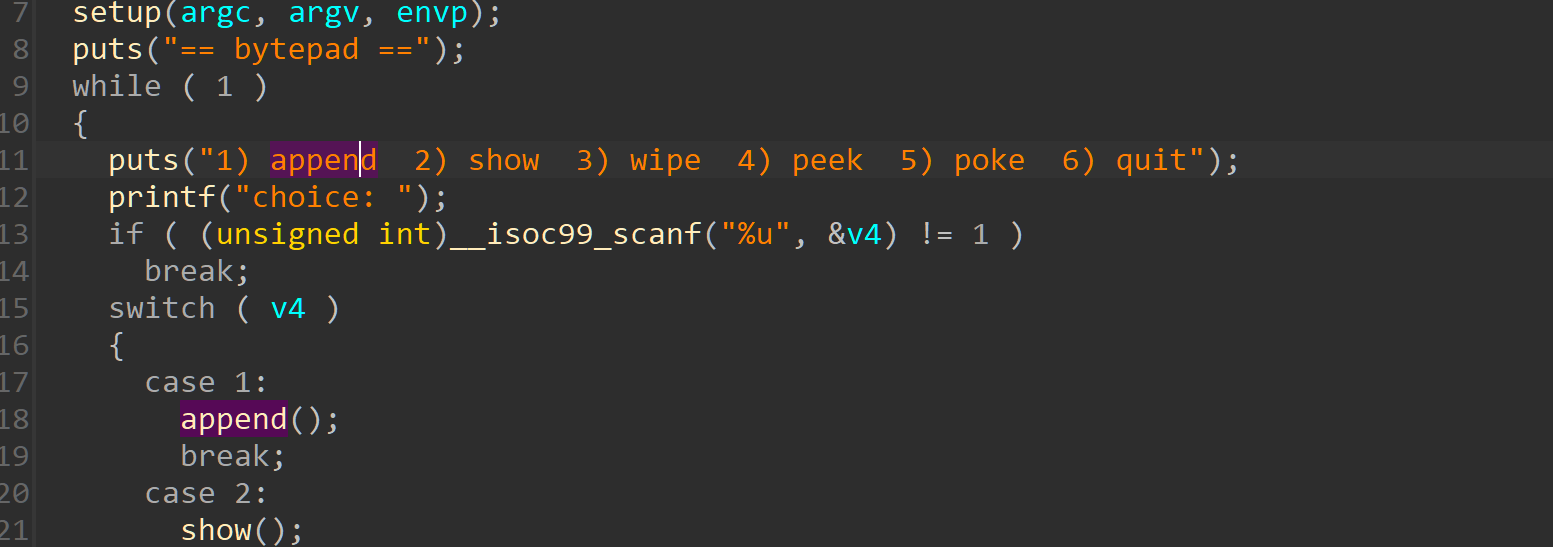 7 setup(argc, argv, envp);
8 puts("== bytepad ==");
9 while ( 1 )
10 {
11 puts("1) append  2) show  3) wipe  4) peek  5) poke  6) quit");
12 printf("choice: ");
13 if ( (unsigned int)__isoc99_scanf("%u", &v4) != 1 )
14 break;
15 switch ( v4 )
16 {
17 case 1:
18 append();
19 break;
20 case 2:
21 show();